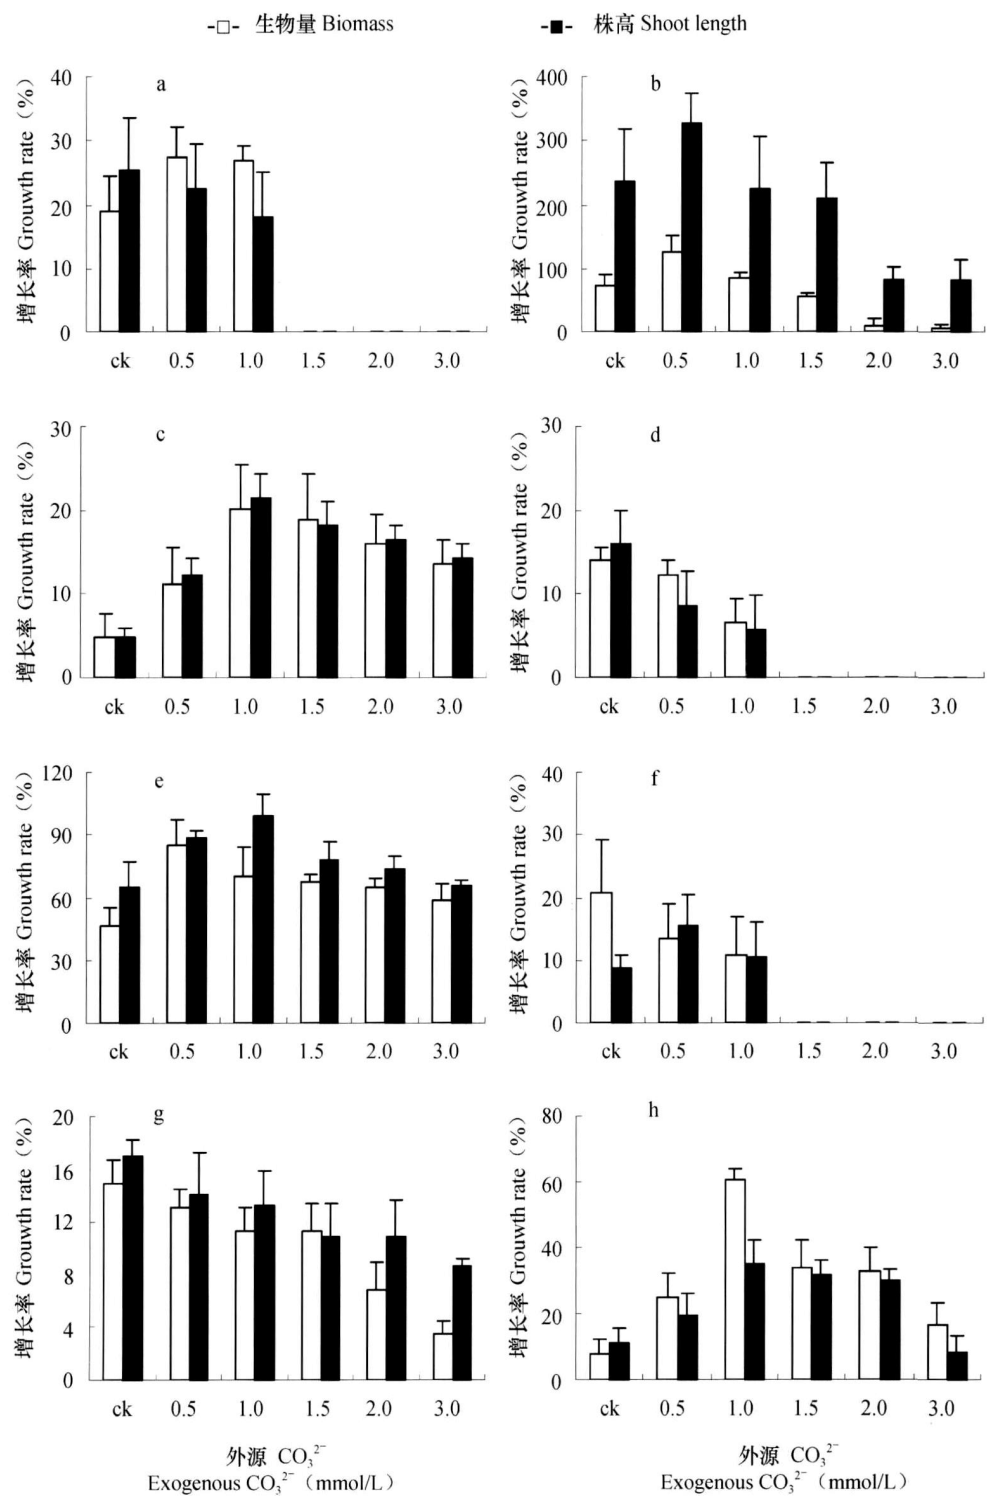 生物量 Biomass
株高 Shoot length
a
增长率 Grouwth rate（%）
40
30
20
10
0
ck 0.5 1.0 1.5 2.0 3.0
b
增长率 Grouwth rate（%）
400
300
200
100
0
ck 0.5 1.0 1.5 2.0 3.0
c
增长率 Grouwth rate（%）
30
20
10
0
ck 0.5 1.0 1.5 2.0 3.0
d
增长率 Grouwth rate（%）
30
20
10
0
ck 0.5 1.0 1.5 2.0 3.0
e
增长率 Grouwth rate（%）
120
90
60
30
0
ck 0.5 1.0 1.5 2.0 3.0
f
增长率 Grouwth rate（%）
40
30
20
10
0
ck 0.5 1.0 1.5 2.0 3.0
g
增长率 Grouwth rate（%）
20
16
12
8
4
0
ck 0.5 1.0 1.5 2.0 3.0
外源 CO₃²⁻
Exogenous CO₃²⁻（mmol/L）
h
增长率 Grouwth rate（%）
80
60
40
20
0
ck 0.5 1.0 1.5 2.0 3.0
外源 CO₃²⁻
Exogenous CO₃²⁻（mmol/L）